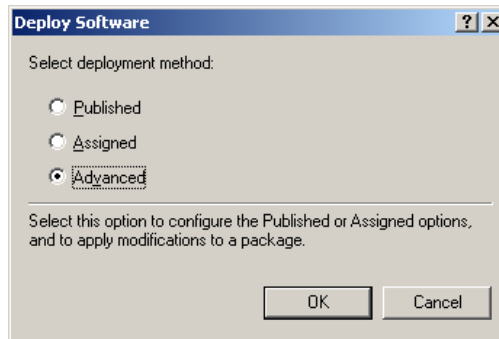 Deploy Software
Select deployment method:
Published
Assigned
Advanced
Select this option to configure the Published or Assigned options,
and to apply modifications to a package.
OK Cancel